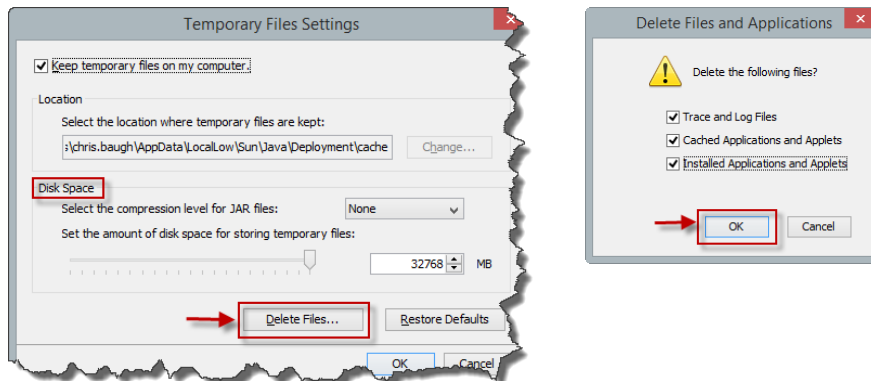 Temporary Files Settings
Keep temporary files on my computer.
Location
Select the location where temporary files are kept:
:\chris.baugh\AppData\LocalLow\Sun\Java\Deployment\cache
Change...
Disk Space
Select the compression level for JAR files:
None
Set the amount of disk space for storing temporary files:
32768 MB
Delete Files...
Restore Defaults
OK
Cancel
Delete Files and Applications
Delete the following files?
Trace and Log Files
Cached Applications and Applets
Installed Applications and Applets
OK
Cancel